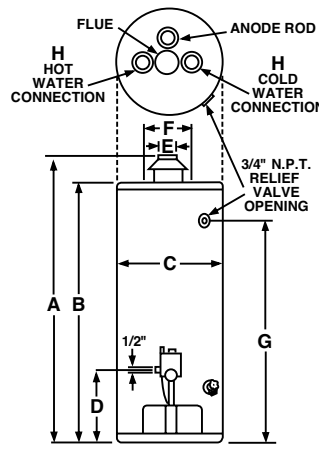 FLUE
ANODE ROD
H
HOT
WATER
CONNECTION
H
COLD
WATER
CONNECTION
F
E
3/4" N.P.T.
RELIEF
VALVE
OPENING
A
B
C
1/2"
D
G